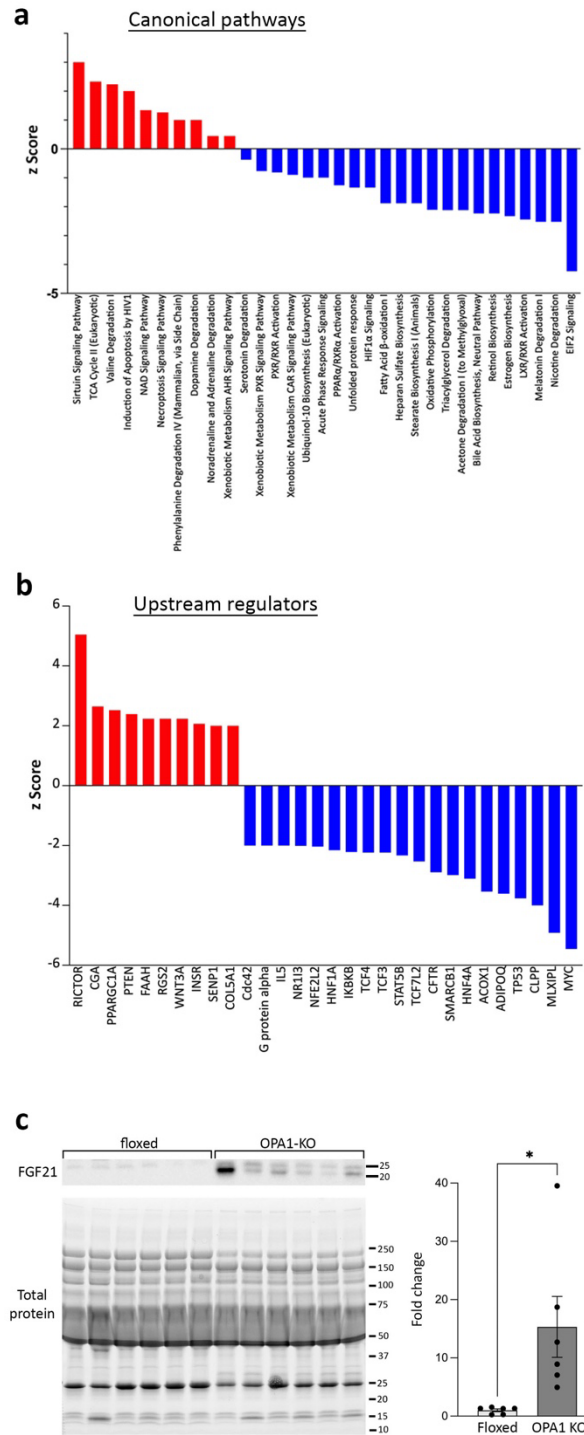 a
Canonical pathways
z Score
0
-5
Sirtuin Signaling Pathway
TCA Cycle II (Eukaryotic)
Valine Degradation I
Induction of Apoptosis by HIV1
NAD Signaling Pathway
Necroptosis Signaling Pathway
Phenylalanine Degradation IV (Mammalian, via Side Chain)
Dopamine Degradation
Noradrenaline and Adrenaline Degradation
Xenobiotic Metabolism AHR Signaling Pathway
Serotonin Degradation
Xenobiotic Metabolism PXR Signaling Pathway
PXR/RXR Activation
Xenobiotic Metabolism CAR Signaling Pathway
Ubiquinol-10 Biosynthesis (Eukaryotic)
Acute Phase Response Signaling
PPARα/RXRα Activation
Unfolded protein response
HIF1α Signaling
Fatty Acid β-oxidation I
Heparan Sulfate Biosynthesis
Stearate Biosynthesis I (Animals)
Oxidative Phosphorylation
Triacylglycerol Degradation
Acetone Degradation I (to Methylglyoxal)
Bile Acid Biosynthesis, Neutral Pathway
Retinol Biosynthesis
Estrogen Biosynthesis
LXR/RXR Activation
Melatonin Degradation I
Nicotine Degradation
EIF2 Signaling
b
Upstream regulators
z Score
6
4
2
0
-2
-4
-6
RICTOR
CGA
PPARGC1A
PTEN
FAAH
RGS2
WNT3A
INSR
SENP1
COL5A1
Cdc42
G protein alpha
IL5
NR1I3
NFE2L2
HNF1A
IKBKB
TCF4
TCF3
STAT5B
TCF7L2
CFTR
SMARCB1
HNF4A
ACOX1
ADIPOQ
TP53
CLPP
MLXIPL
MYC
c
floxed OPA1-KO
FGF21
25
20
Total
protein
250
150
100
75
50
37
25
20
15
10
*
Fold change
40
30
20
10
0
Floxed OPA1 KO